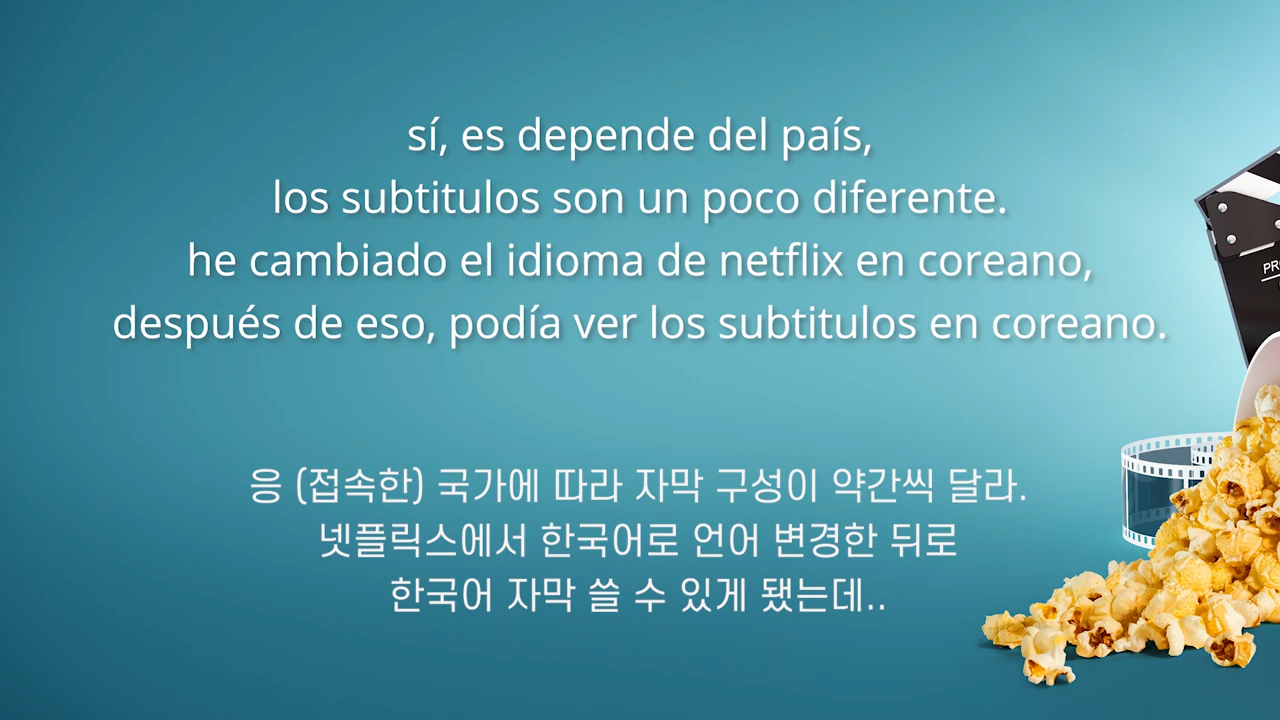 sí, es depende del país,
los subtitulos son un poco diferente.
he cambiado el idioma de netflix en coreano,
después de eso, podía ver los subtitulos en coreano.
응 (접속한) 국가에 따라 자막 구성이 약간씩 달라.
넷플릭스에서 한국어로 언어 변경한 뒤로
한국어 자막 쓸 수 있게 됐는데..